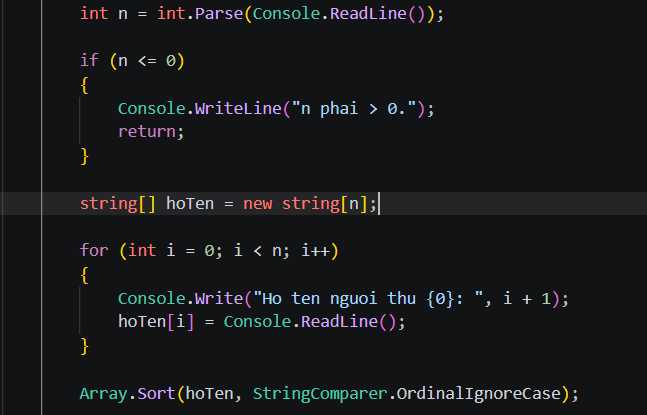 int n = int.Parse(Console.ReadLine());
if (n <= 0)
{
Console.WriteLine("n phai > 0.");
return;
}
string[] hoTen = new string[n];
for (int i = 0; i < n; i++)
{
Console.Write("Ho ten nguoi thu {0}: ", i + 1);
hoTen[i] = Console.ReadLine();
}
Array.Sort(hoTen, StringComparer.OrdinalIgnoreCase);